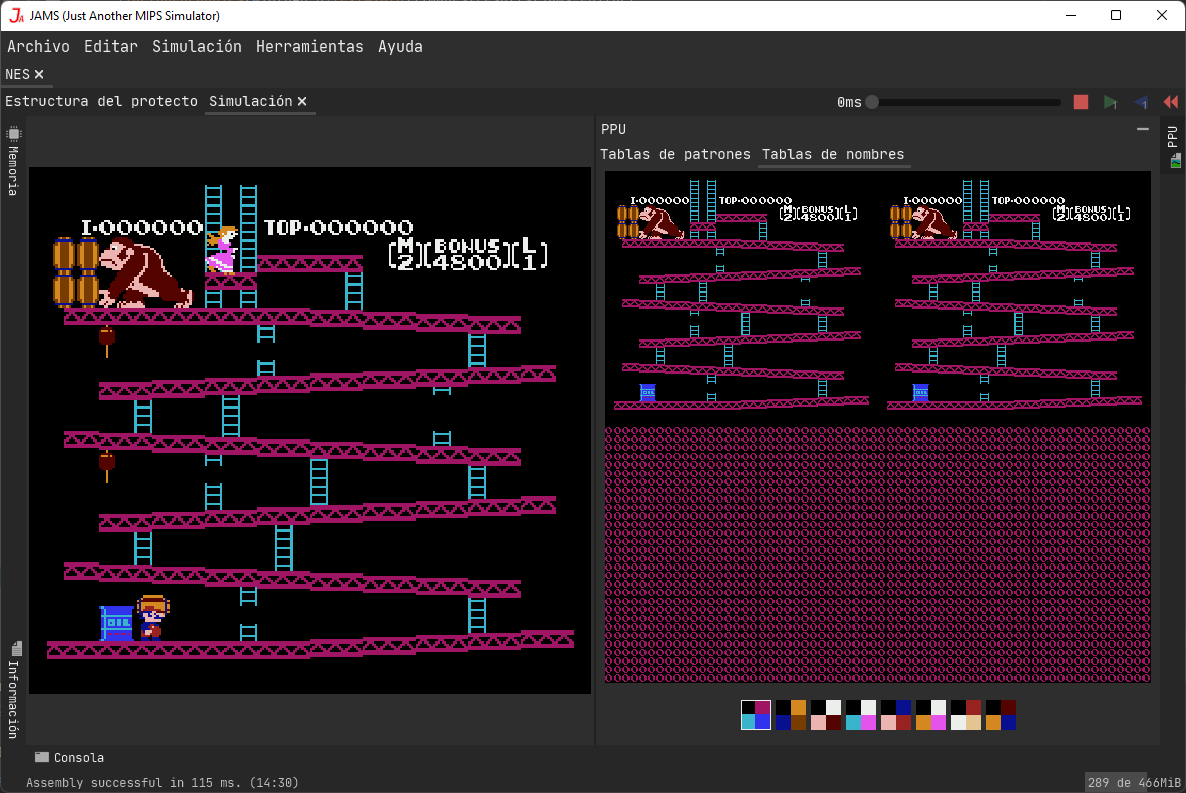 JAMS (Just Another MIPS Simulator)
Archivo Editar Simulación Herramientas Ayuda
NES
Estructura del protecto Simulación 0ms
Memoria
Información
I-000000 TOP-000000
M BONUS L
2 4800 1
OIL
PPU
Tablas de patrones Tablas de nombres
I-000000 TOP-000000 I-000000 TOP-000000
M BONUS L M BONUS L
2 4800 1 2 4800 1
OIL OIL
PPU
Consola
Assembly successful in 115 ms. (14:30) 289 de 466MiB